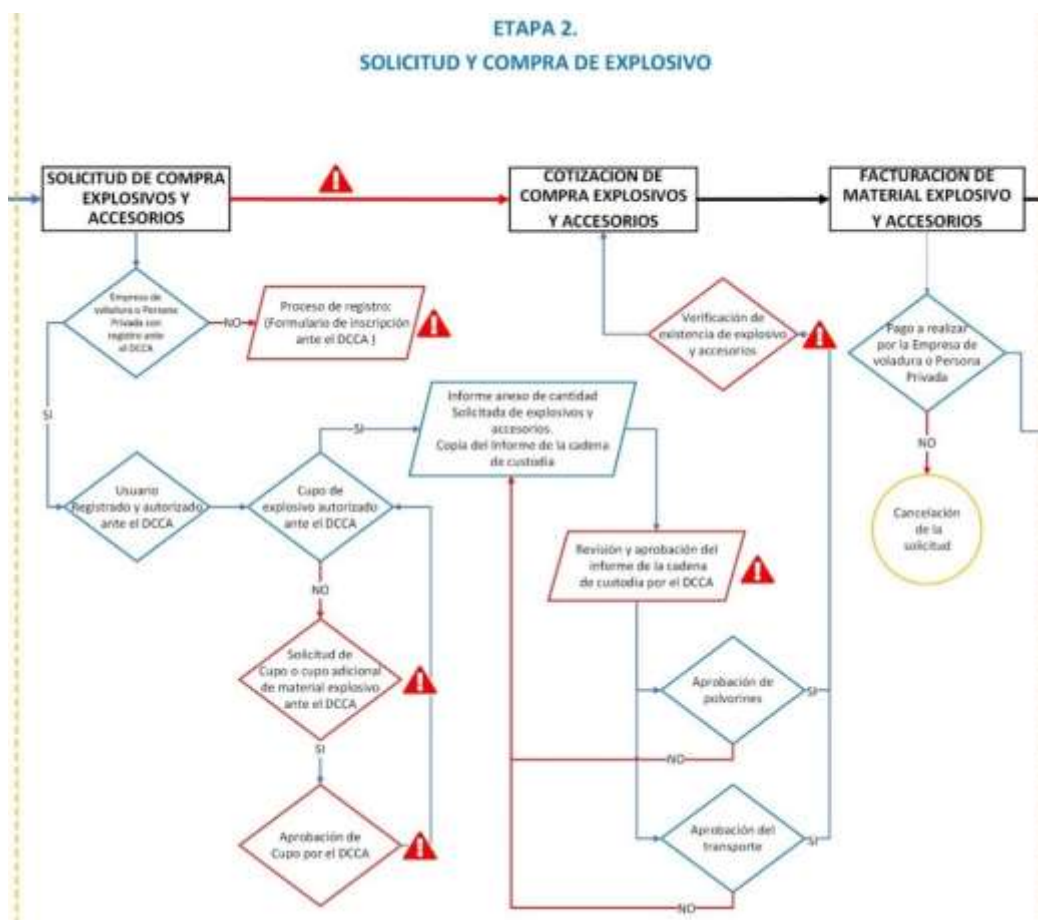 ETAPA 2.
SOLICITUD Y COMPRA DE EXPLOSIVO
SOLICITUD DE COMPRA
EXPLOSIVOS Y
ACCESORIOS
COTIZACION DE
COMPRA EXPLOSIVOS
Y ACCESORIOS
FACTURACION DE
MATERIAL EXPLOSIVO
Y ACCESORIOS
Empresa de
voladura o Persona
Privada con
registro ante
el DCCA
NO
Proceso de registro:
(Formulario de inscripción
ante el DCCA )
Verificación de
existencia de explosivo
y accesorios
Pago a realizar
por la Empresa de
voladura o Persona
Privada
SI
Informe anexo de cantidad
Solicitada de explosivos y
accesorios.
Copia del Informe de la cadena
de custodia
SI
NO
Usuario
Registrado y autorizado
ante el DCCA
Cupo de
explosivo autorizado
ante el DCCA
Cancelación
de la
solicitud
Revisión y aprobación del
informe de la cadena
de custodia por el DCCA
NO
Solicitud de
Cupo o cupo adicional
de material explosivo
ante el DCCA
Aprobación de
polvorines
SI
SI
NO
Aprobación de
Cupo por el DCCA
Aprobación del
transporte
SI
NO